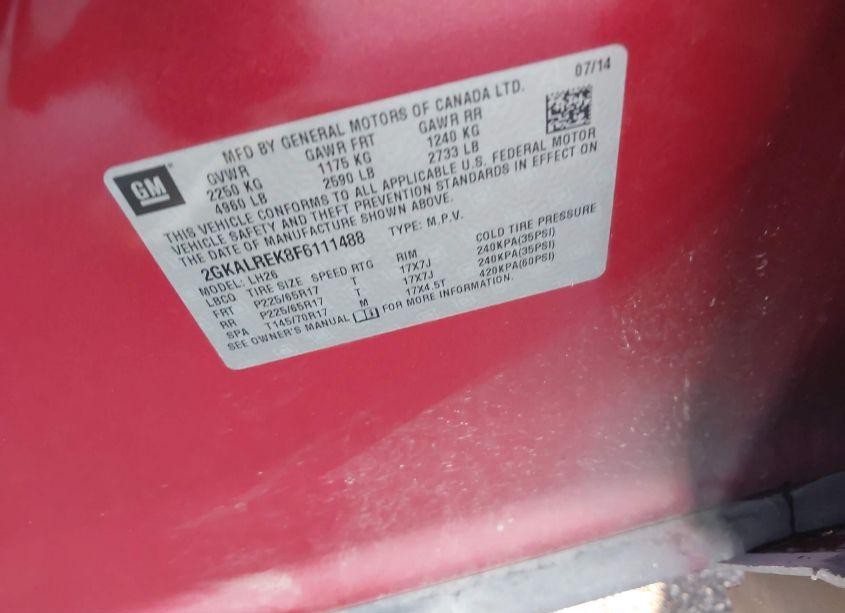 GM
MFD BY GENERAL MOTORS OF CANADA LTD. 07/14
GVWR GAWR FRT GAWR RR
2250 KG 1175 KG 1240 KG
4960 LB 2590 LB 2733 LB
THIS VEHICLE CONFORMS TO ALL APPLICABLE U.S. FEDERAL MOTOR
VEHICLE SAFETY AND THEFT PREVENTION STANDARDS IN EFFECT ON
THE DATE OF MANUFACTURE SHOWN ABOVE.
2GKALREK8F6111488 TYPE: M.P.V.
MODEL: LH26
LBCO TIRE SIZE SPEED RTG RIM COLD TIRE PRESSURE
FRT P225/65R17 T 17X7J 240KPA(35PSI)
RR P225/65R17 T 17X7J 240KPA(35PSI)
SPA T145/70R17 M 17X4.5T 420KPA(60PSI)
SEE OWNER'S MANUAL FOR MORE INFORMATION.